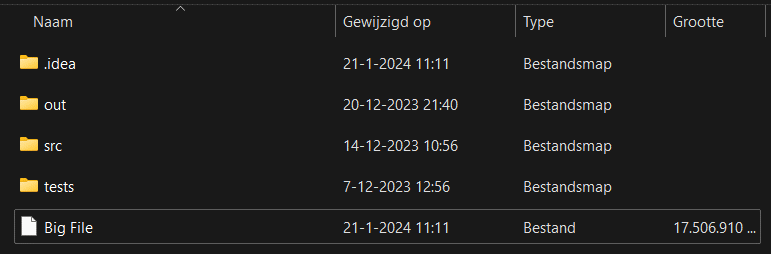 Naam Gewijzigd op Type Grootte
.idea 21-1-2024 11:11 Bestandsmap
out 20-12-2023 21:40 Bestandsmap
src 14-12-2023 10:56 Bestandsmap
tests 7-12-2023 12:56 Bestandsmap
Big File 21-1-2024 11:11 Bestand 17.506.910 ...